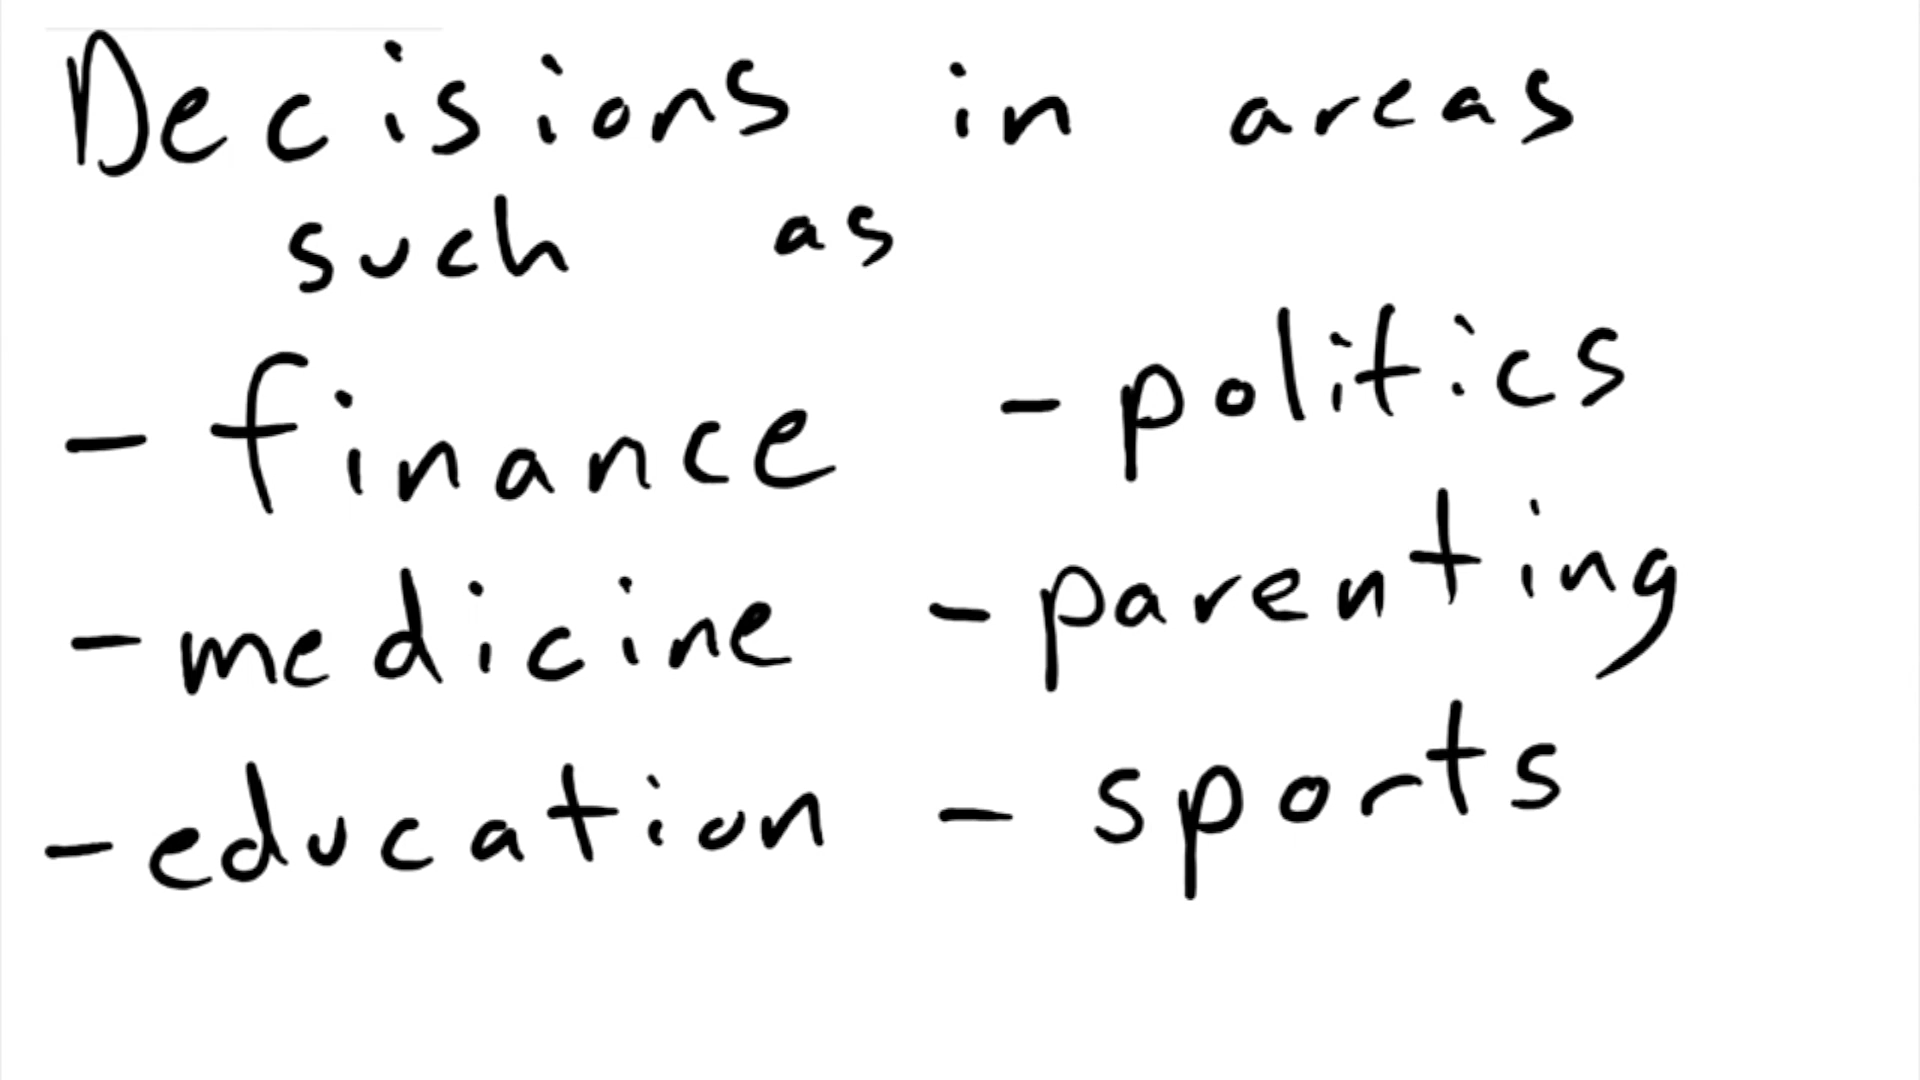 Decisions in areas
such as
- finance
- medicine
- education
- politics
- parenting
- sports